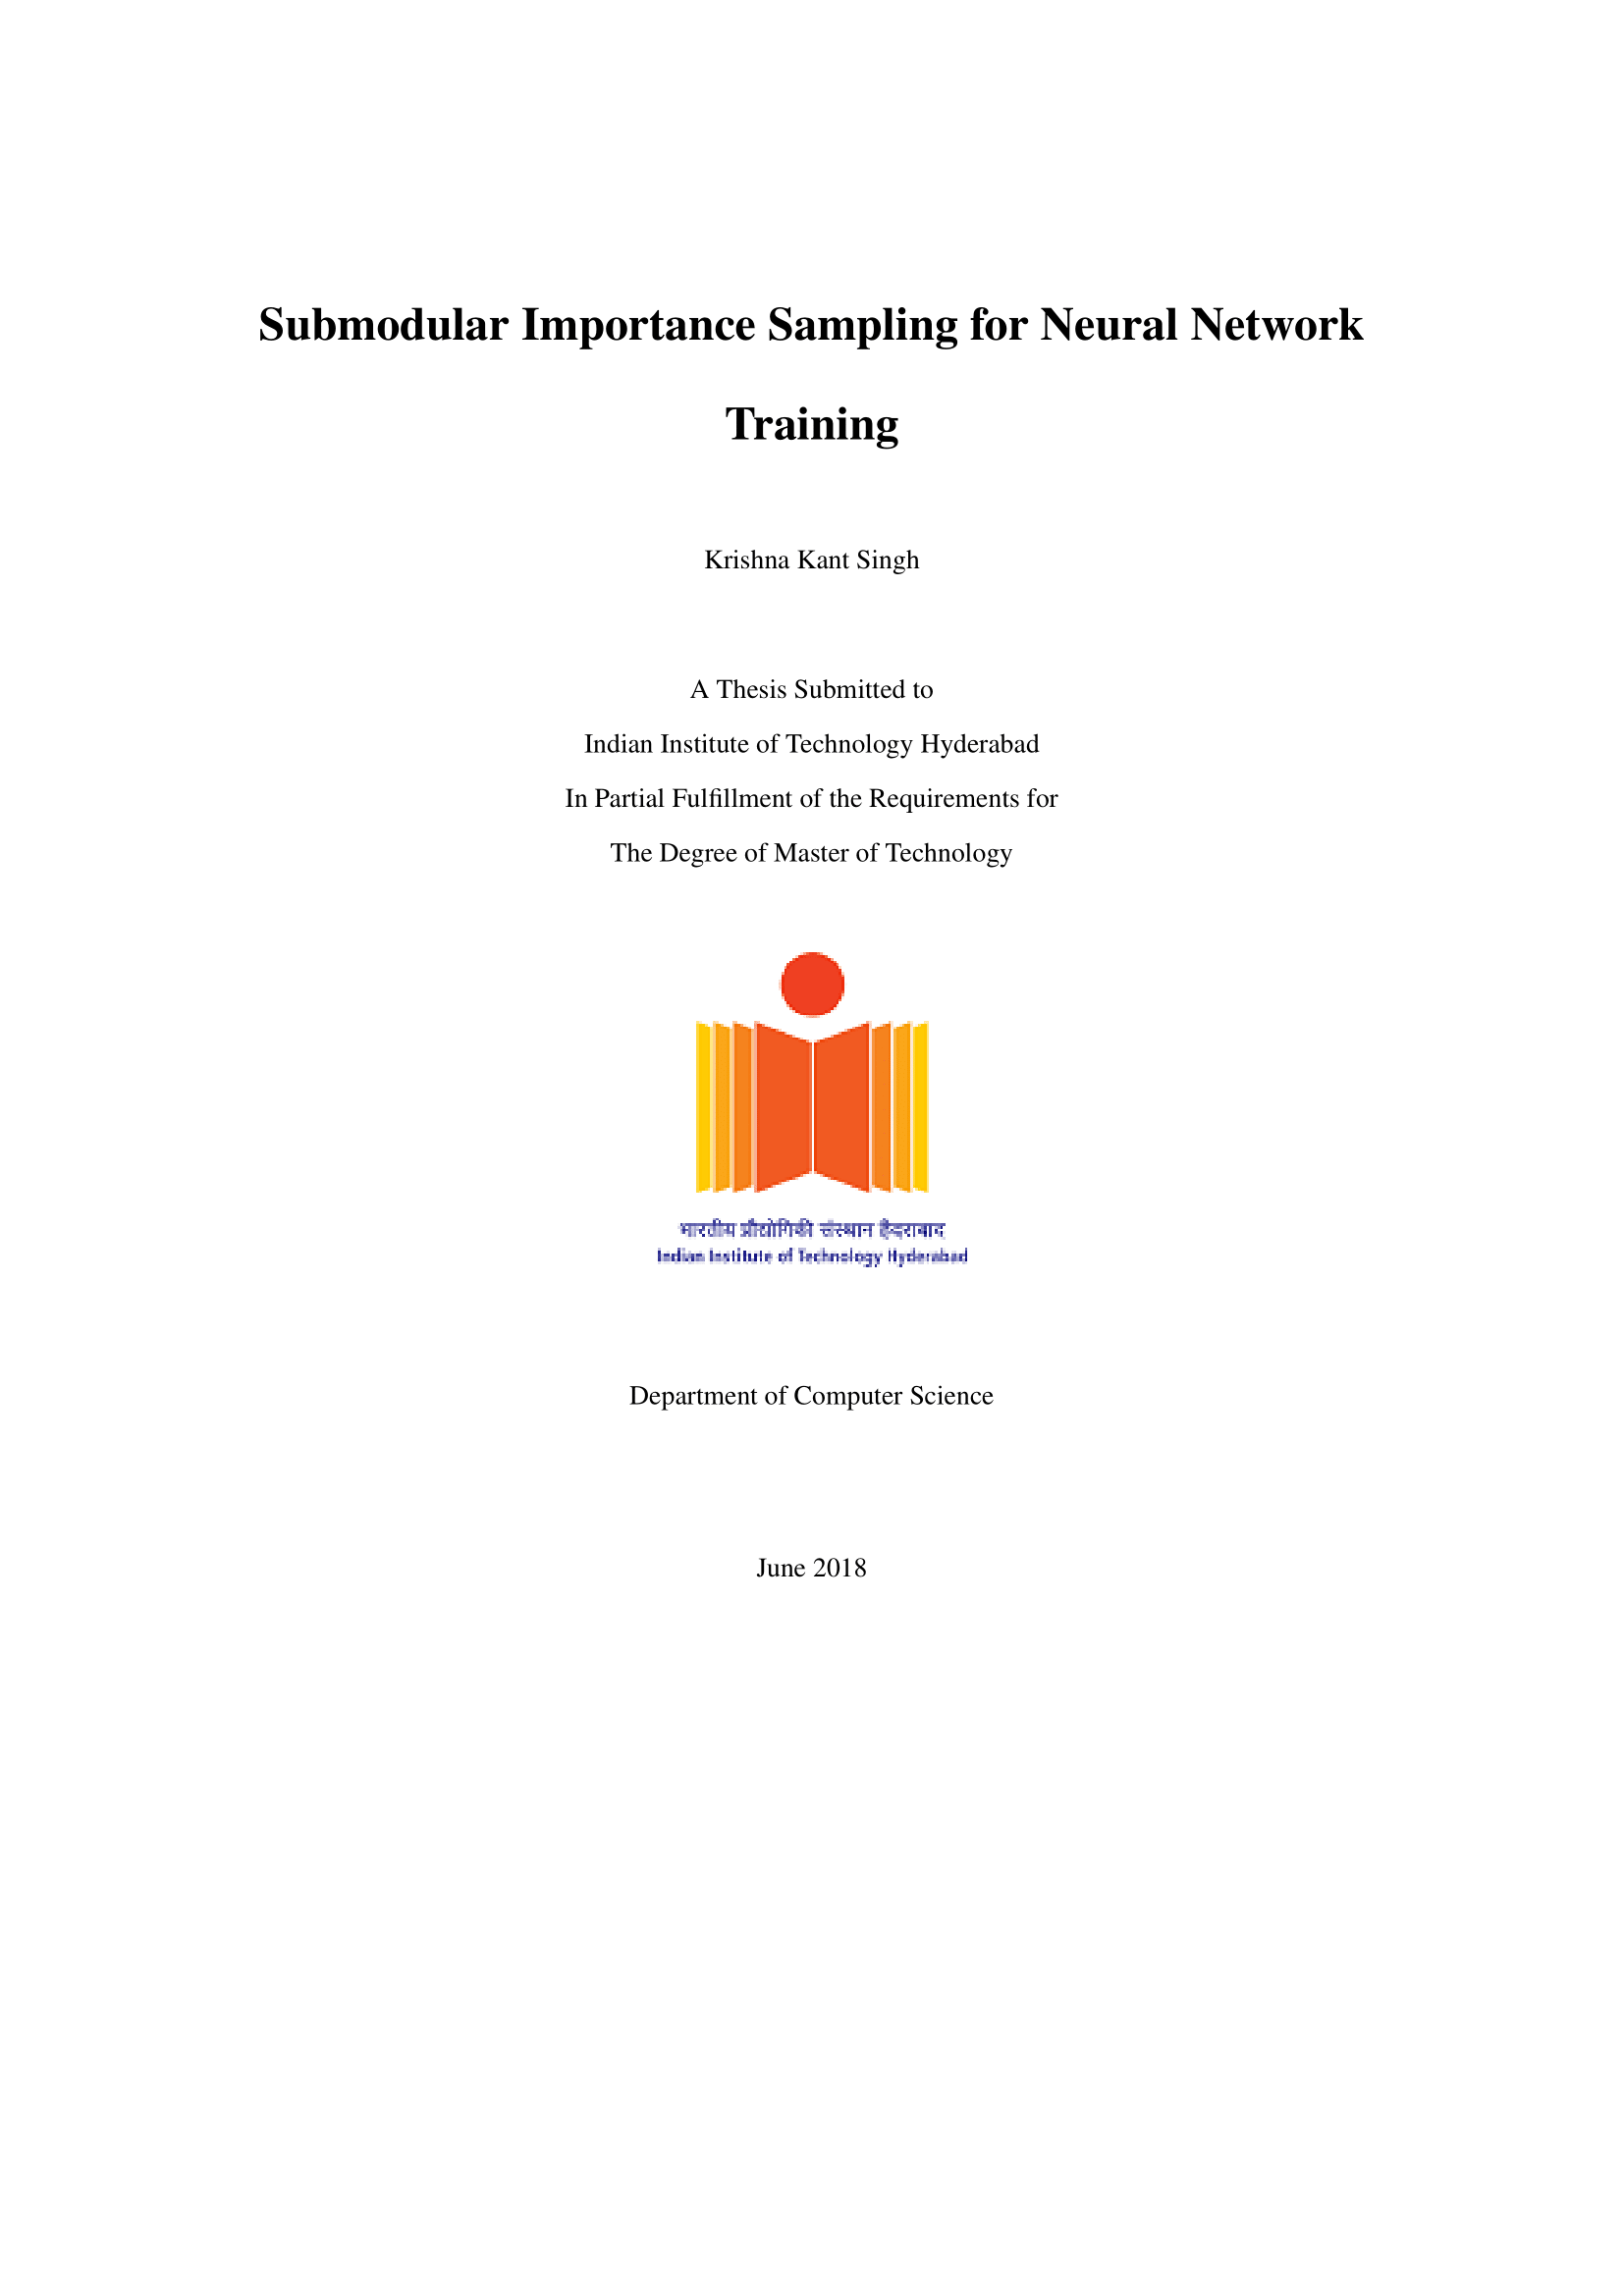 Submodular Importance Sampling for Neural Network
Training
Krishna Kant Singh
A Thesis Submitted to
Indian Institute of Technology Hyderabad
In Partial Fulfillment of the Requirements for
The Degree of Master of Technology
भारतीय प्रौद्योगिकी संस्थान हैदराबाद
Indian Institute of Technology Hyderabad
Department of Computer Science
June 2018